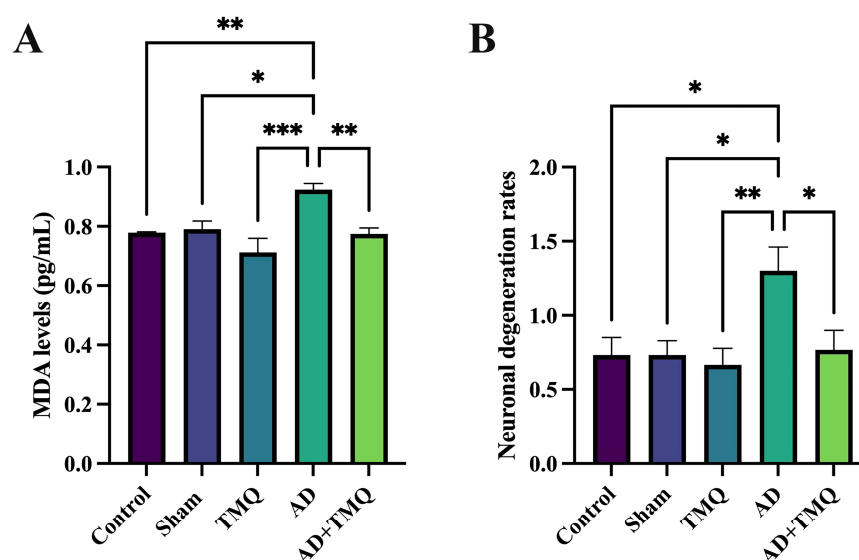 A
**
*
***
**
MDA levels (pg/mL)
1.0
0.8
0.6
0.4
0.2
0.0
Control
Sham
TMQ
AD
AD+TMQ
B
*
*
**
*
Neuronal degeneration rates
2.0
1.5
1.0
0.5
0.0
Control
Sham
TMQ
AD
AD+TMQ